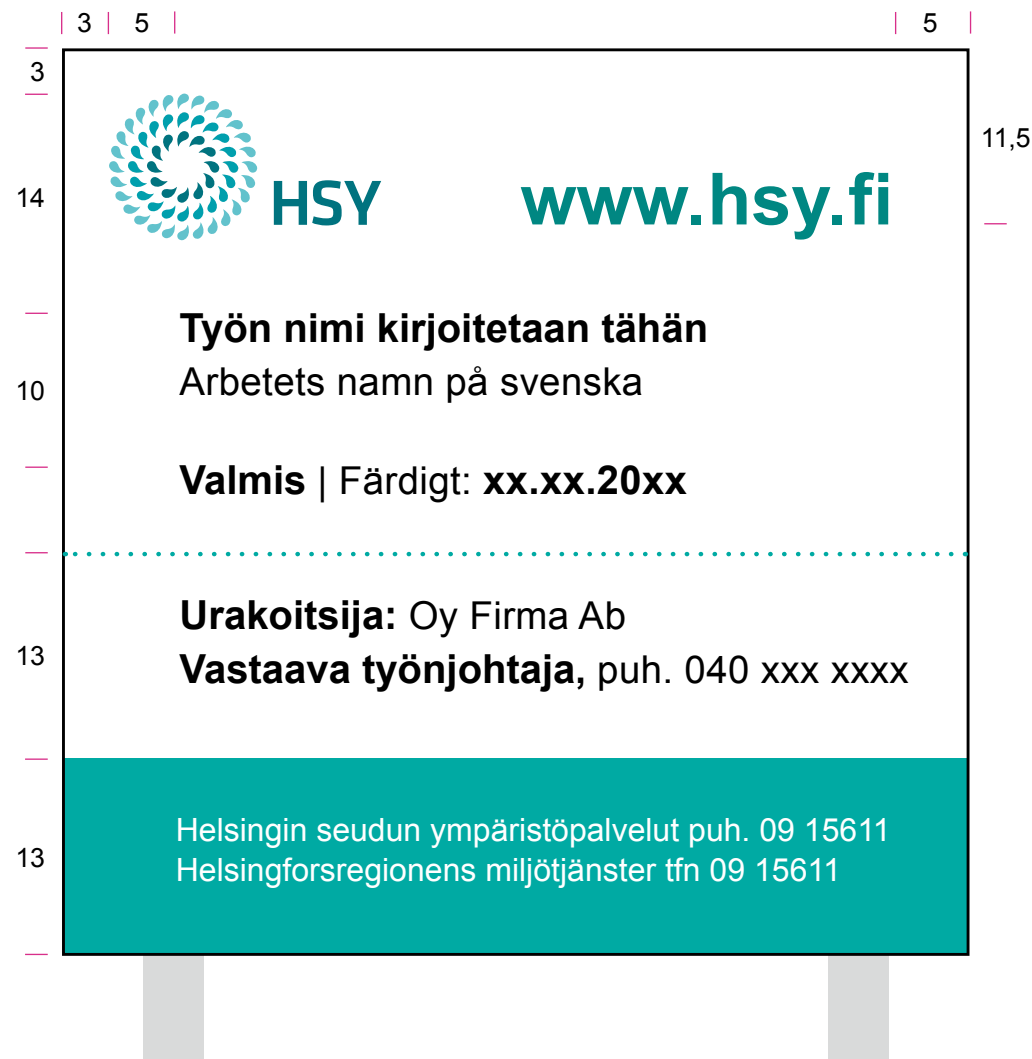 3 5 5
3
11,5
14
HSY www.hsy.fi
Työn nimi kirjoitetaan tähän
10
Arbetets namn på svenska
Valmis | Färdigt: xx.xx.20xx
Urakoitsija: Oy Firma Ab
13
Vastaava työnjohtaja, puh. 040 xxx xxxx
Helsingin seudun ympäristöpalvelut puh. 09 15611
13
Helsingforsregionens miljötjänster tfn 09 15611